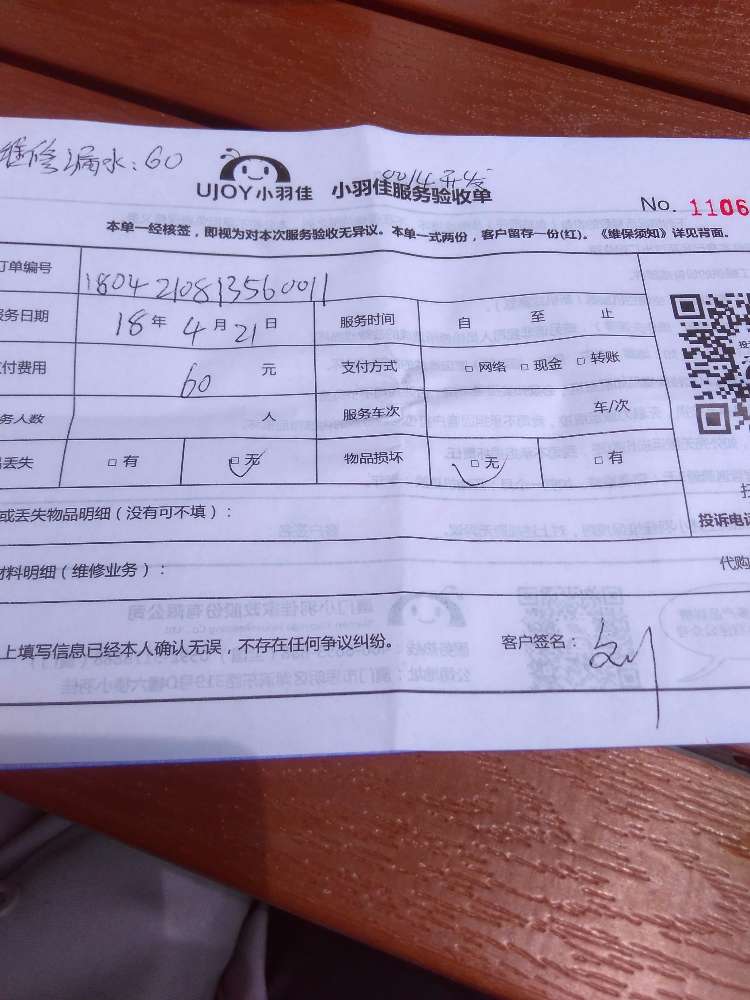 维修漏水:60
UJOY小羽佳 小羽佳服务验收单
No. 1106
本单一经核签，即视为对本次服务验收无异议。本单一式两份，客户留存一份(红)。《维保须知》详见背面。
订单编号 1804210813560011
服务日期 18年 4月21日 服务时间 自 至 止
付费用 60 元 支付方式 □网络 □现金 □转账
务人数 人 服务车次 车/次
丢失 □有 □无 物品损坏 □无 □有
或丢失物品明细（没有可不填）：
投诉电话
材料明细（维修业务）： 代购
上填写信息已经本人确认无误，不存在任何争议纠纷。 客户签名：